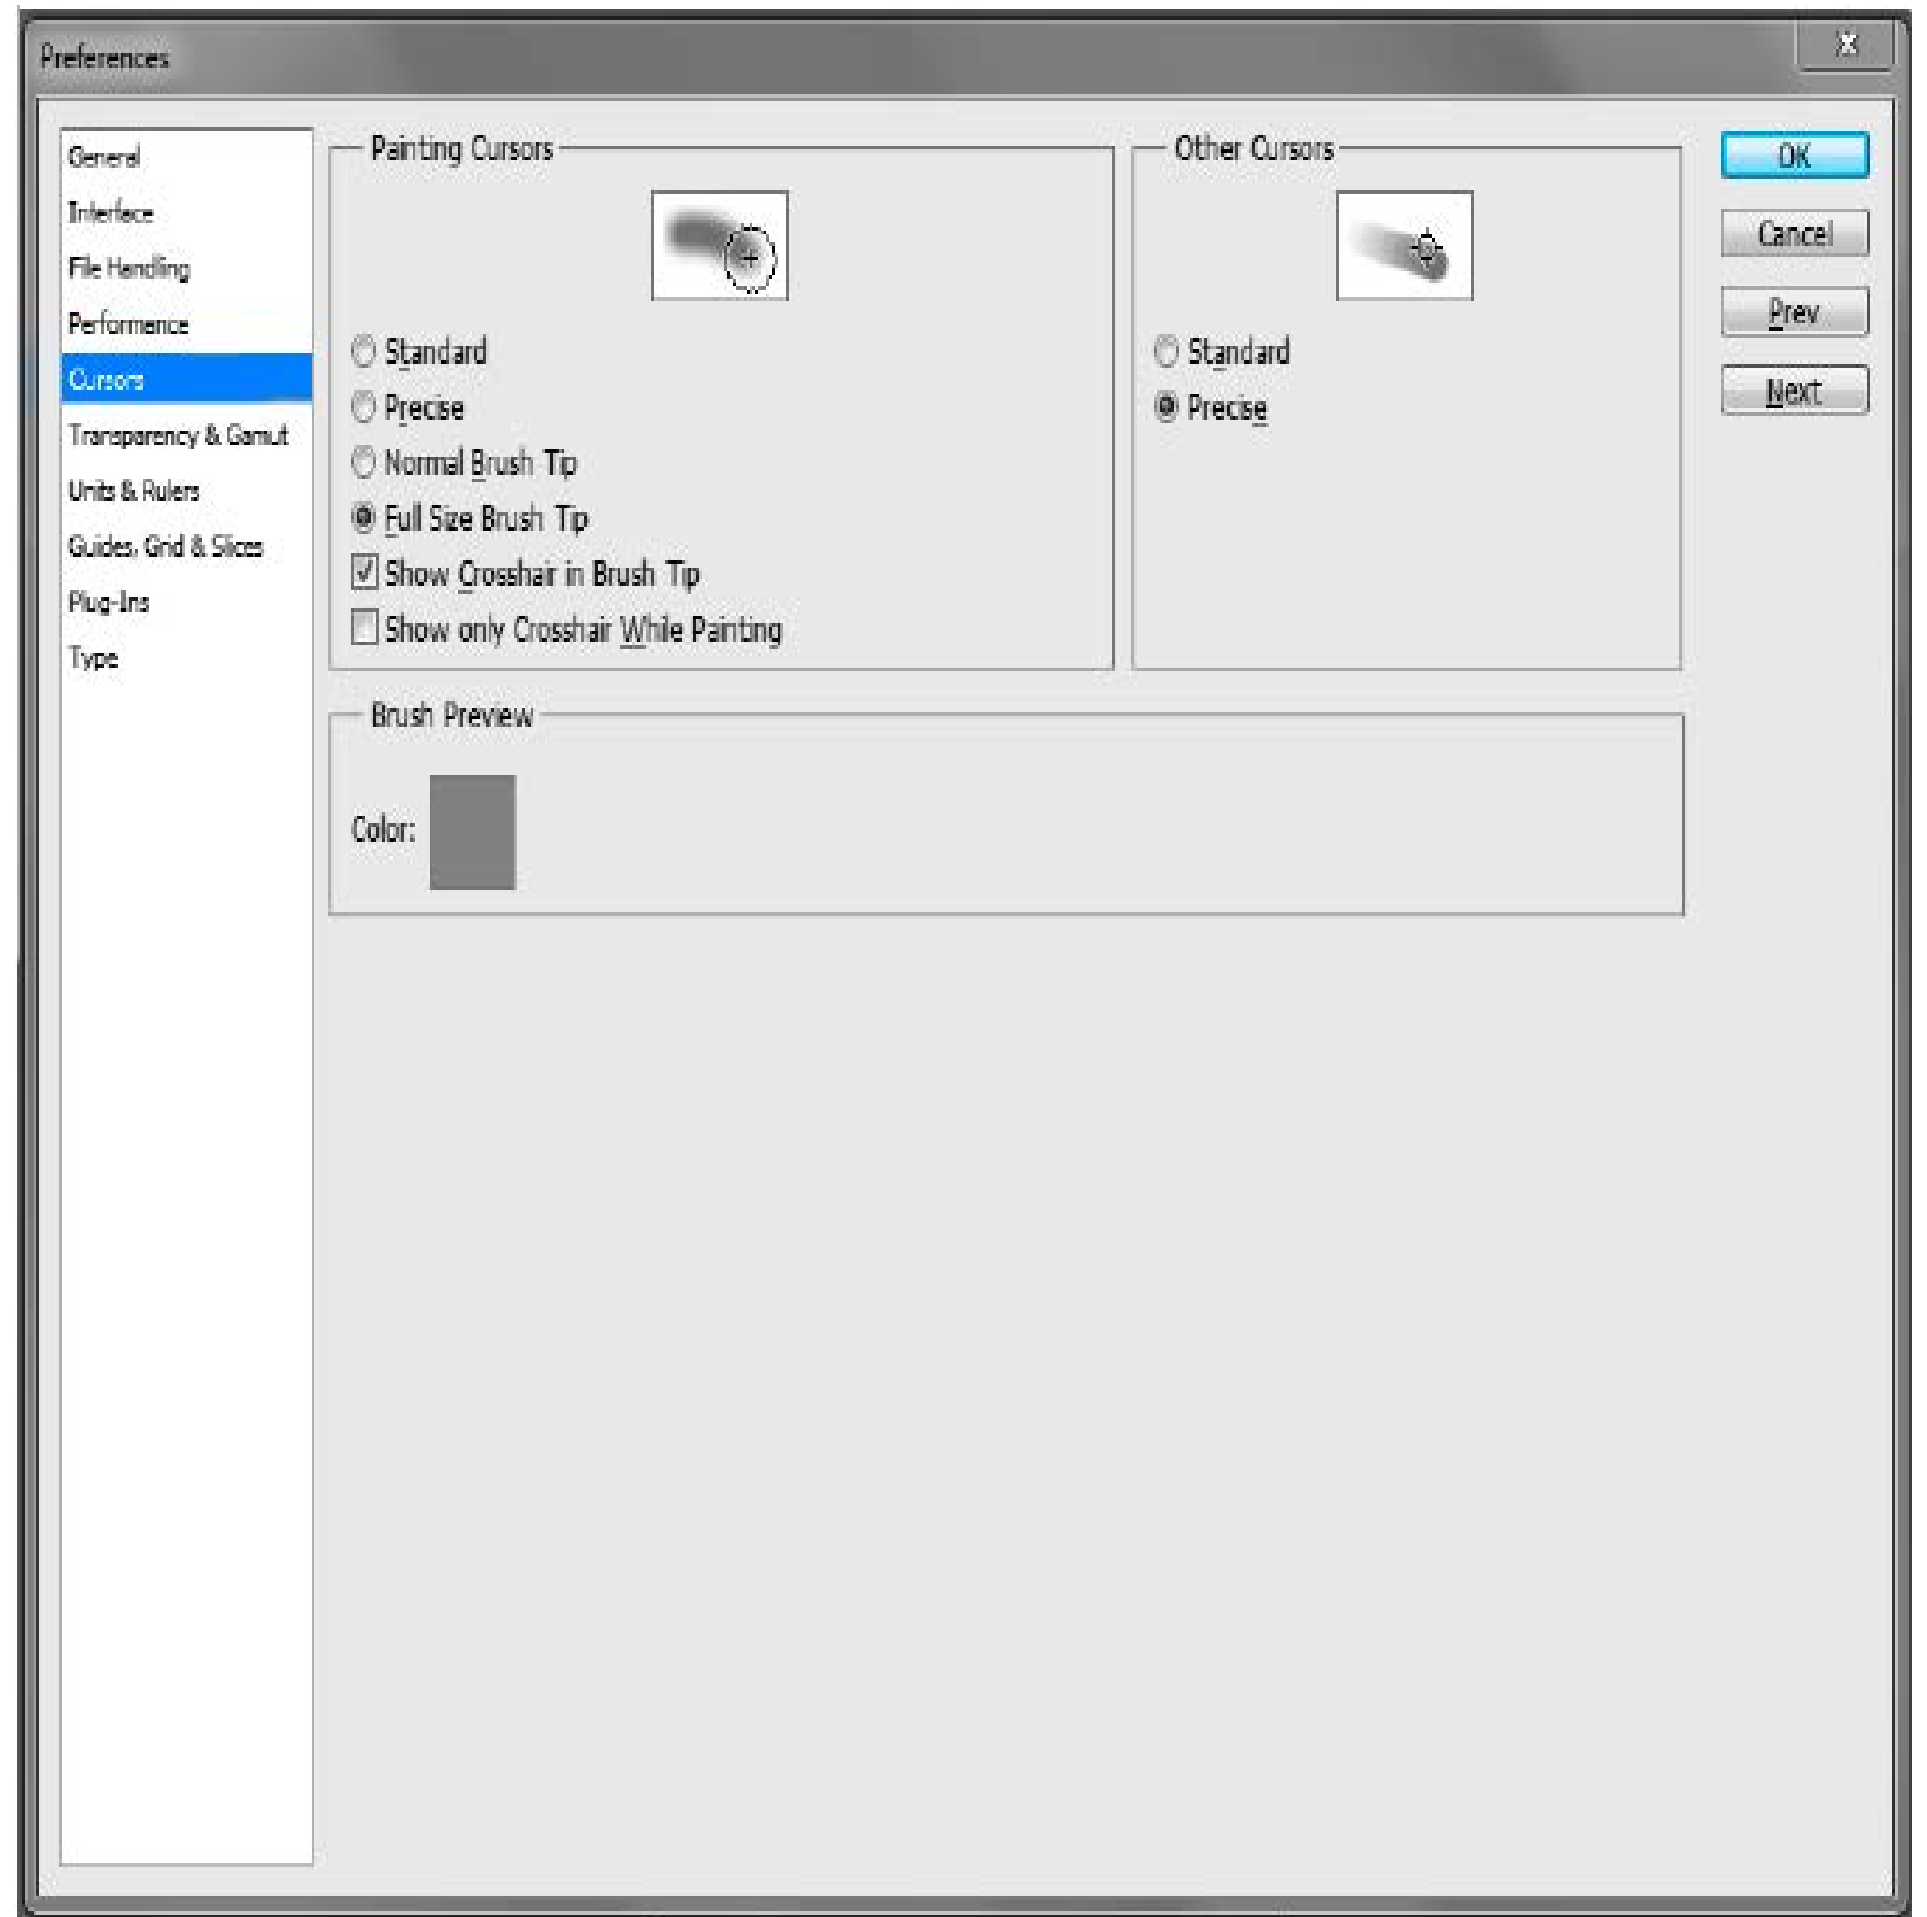 Preferences
General
Interface
File Handling
Performance
Cursors
Transparency & Gamut
Units & Rulers
Guides, Grid & Slices
Plug-Ins
Type
Painting Cursors
Standard
Precise
Normal Brush Tip
Full Size Brush Tip
Show Crosshair in Brush Tip
Show only Crosshair While Painting
Other Cursors
Standard
Precise
Brush Preview
Color:
OK
Cancel
Prev
Next